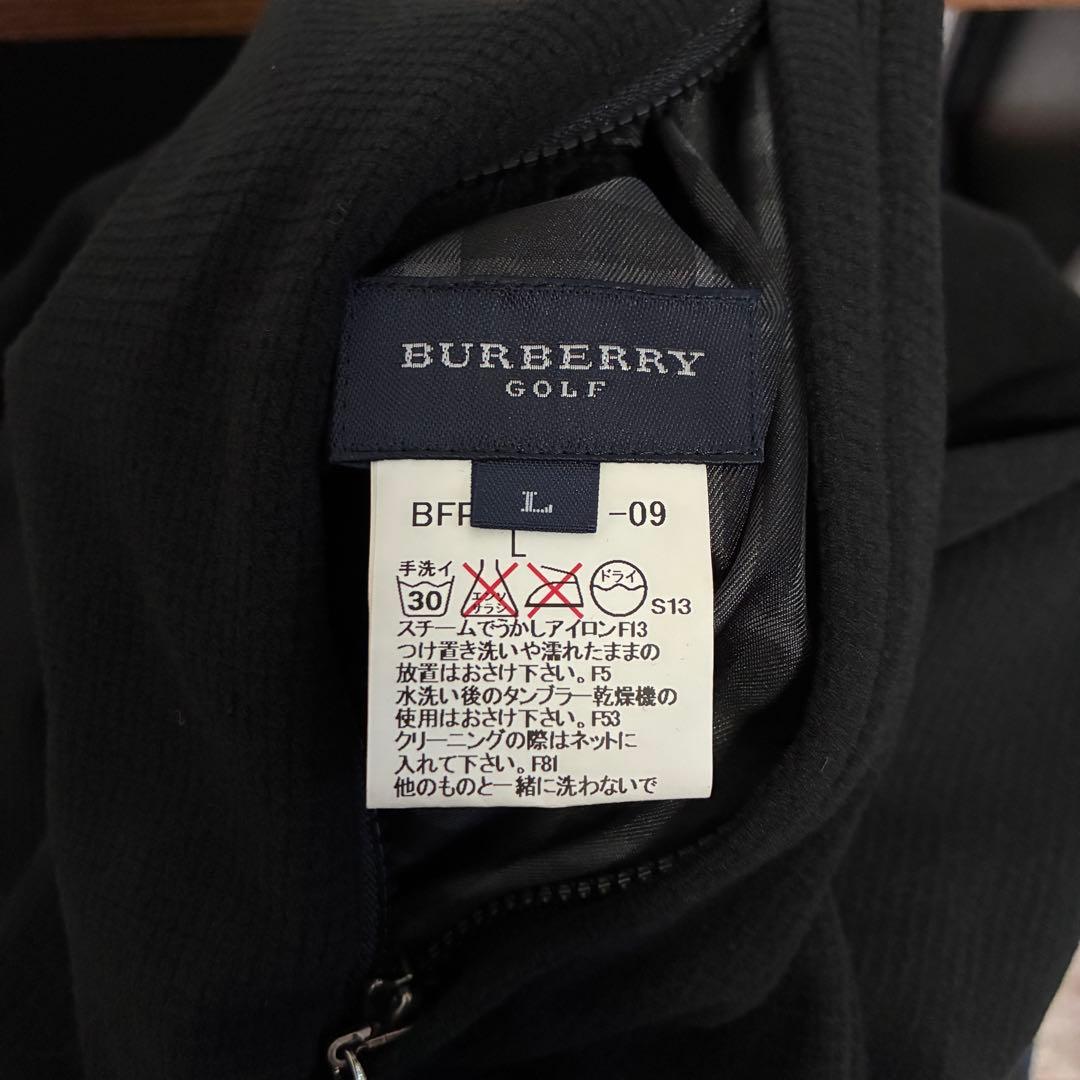 BURBERRY
GOLF
L
BFF -09
L
手洗イ
30
エンソ
サラシ
ドライ
S13
スチームでうかしアイロンF13
つけ置き洗いや濡れたままの
放置はおさけ下さい。F5
水洗い後のタンブラー乾燥機の
使用はおさけ下さい。F53
クリーニングの際はネットに
入れて下さい。F81
他のものと一緒に洗わないで